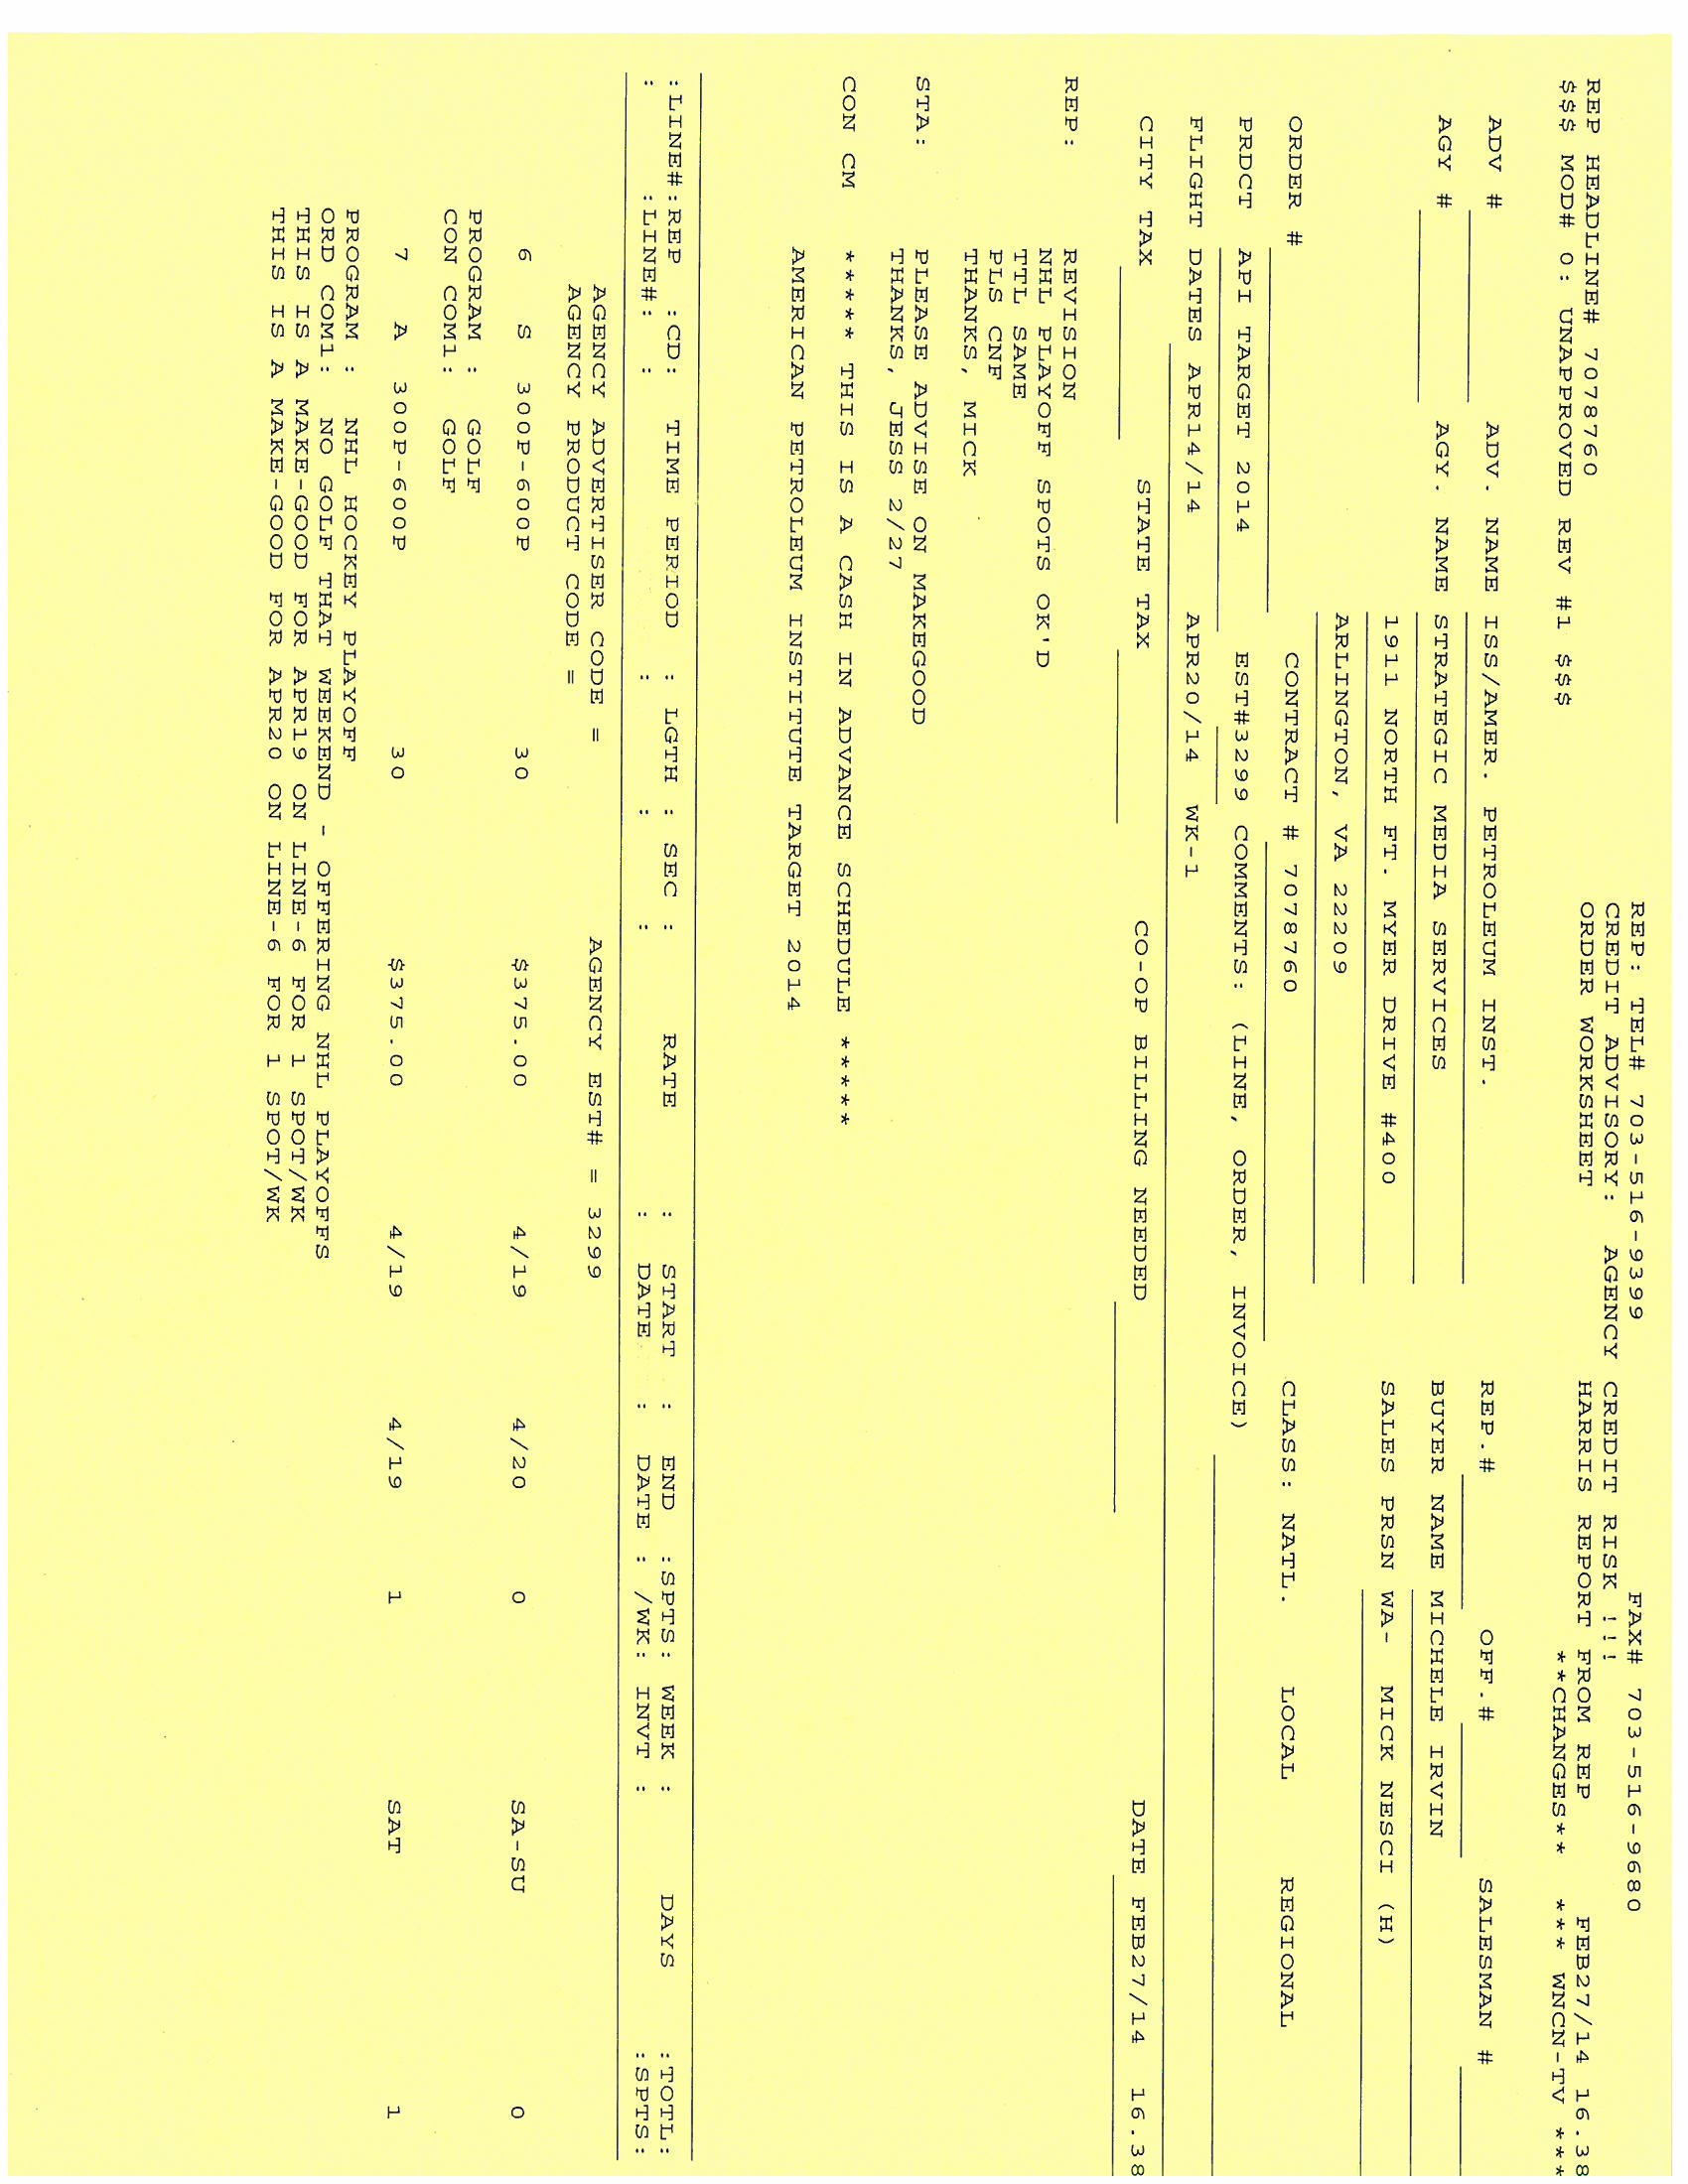 REP: TEL# 703-516-9399 FAX# 703-516-9680
CREDIT ADVISORY: AGENCY CREDIT RISK !!!
REP HEADLINE# 7078760 ORDER WORKSHEET HARRIS REPORT FROM REP FEB27/14 16.38
$$$ MOD# 0: UNAPPROVED REV #1 $$$ **CHANGES** *** WNCN-TV ***
ADV # ADV. NAME ISS/AMER. PETROLEUM INST. REP.# OFF.# SALESMAN #
AGY # AGY. NAME STRATEGIC MEDIA SERVICES BUYER NAME MICHELE IRVIN
1911 NORTH FT. MYER DRIVE #400 SALES PRSN WA- MICK NESCI (H)
ARLINGTON, VA 22209
ORDER # CONTRACT # 7078760 CLASS: NATL. LOCAL REGIONAL
PRDCT API TARGET 2014 EST#3299 COMMENTS: (LINE, ORDER, INVOICE)
FLIGHT DATES APR14/14 APR20/14 WK-1
CITY TAX STATE TAX CO-OP BILLING NEEDED DATE FEB27/14 16.38
REP: REVISION
NHL PLAYOFF SPOTS OK'D
TTL SAME
PLS CNF
THANKS, MICK
STA: PLEASE ADVISE ON MAKEGOOD
THANKS, JESS 2/27
CON CM ***** THIS IS A CASH IN ADVANCE SCHEDULE *****
AMERICAN PETROLEUM INSTITUTE TARGET 2014
:LINE#:REP :CD: TIME PERIOD : LGTH : SEC : RATE : START : END :SPTS: WEEK : DAYS :TOTL:
: :LINE#: : : : : : DATE : DATE : /WK: INVT : :SPTS:
AGENCY ADVERTISER CODE = AGENCY EST# = 3299
AGENCY PRODUCT CODE =
6 S 300P-600P 30 $375.00 4/19 4/20 0 SA-SU 0
PROGRAM : GOLF
CON COM1: GOLF
7 A 300P-600P 30 $375.00 4/19 4/19 1 SAT 1
PROGRAM : NHL HOCKEY PLAYOFF
ORD COM1: NO GOLF THAT WEEKEND - OFFERING NHL PLAYOFFS
THIS IS A MAKE-GOOD FOR APR19 ON LINE-6 FOR 1 SPOT/WK
THIS IS A MAKE-GOOD FOR APR20 ON LINE-6 FOR 1 SPOT/WK